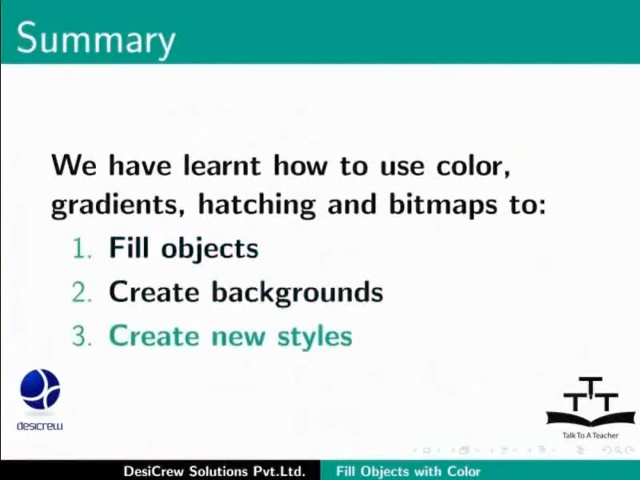 Summary
We have learnt how to use color,
gradients, hatching and bitmaps to:
1. Fill objects
2. Create backgrounds
3. Create new styles
desicrew
TTT
Talk To A Teacher
DesiCrew Solutions Pvt.Ltd. Fill Objects with Color